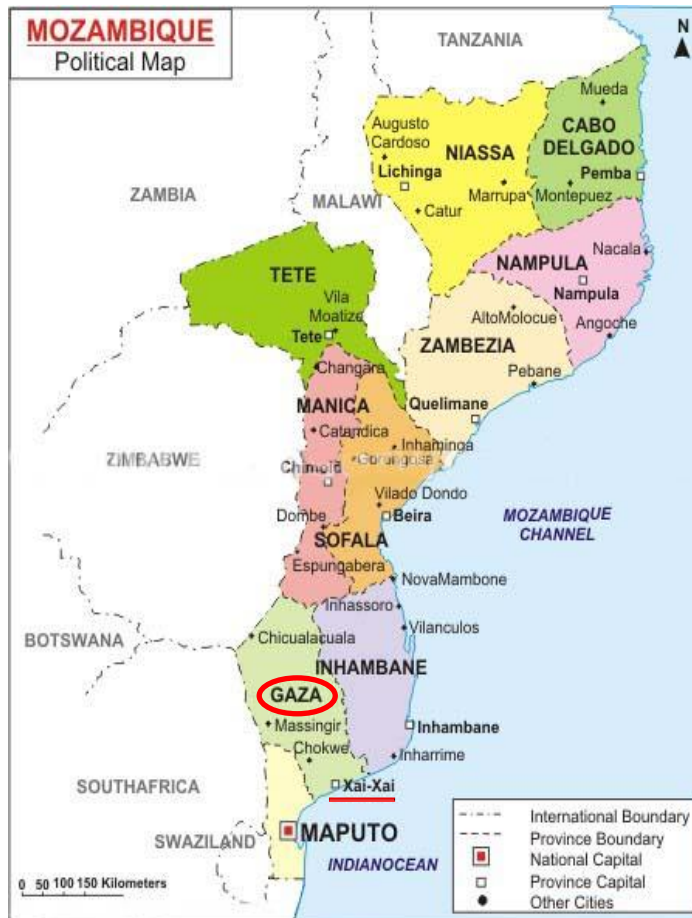 MOZAMBIQUE
Political Map
N
TANZANIA
Mueda
CABO
DELGADO
Augusto
Cardoso
NIASSA
Lichinga
Pemba
ZAMBIA
MALAWI
Marrupa
Montepuez
Catur
Nacala
NAMPULA
TETE
Nampula
Vila
Moatize
AltoMolocue
Angoche
Tete
ZAMBEZIA
Changara
Pebane
MANICA
Quelimane
Catandica
Inhaminga
ZIMBABWE
Gorongosa
Chimoio
Vilado Dondo
Beira
MOZAMBIQUE
CHANNEL
Dombe
SOFALA
Espungabera
NovaMambone
Inhassoro
BOTSWANA
Chicualacuala
Vilanculos
INHAMBANE
GAZA
Massingir
Inhambane
Chokwe
Inharrime
SOUTHAFRICA
Xai-Xai
SWAZILAND
MAPUTO
INDIANOCEAN
0 50 100 150 Kilometers
International Boundary
Province Boundary
National Capital
Province Capital
Other Cities